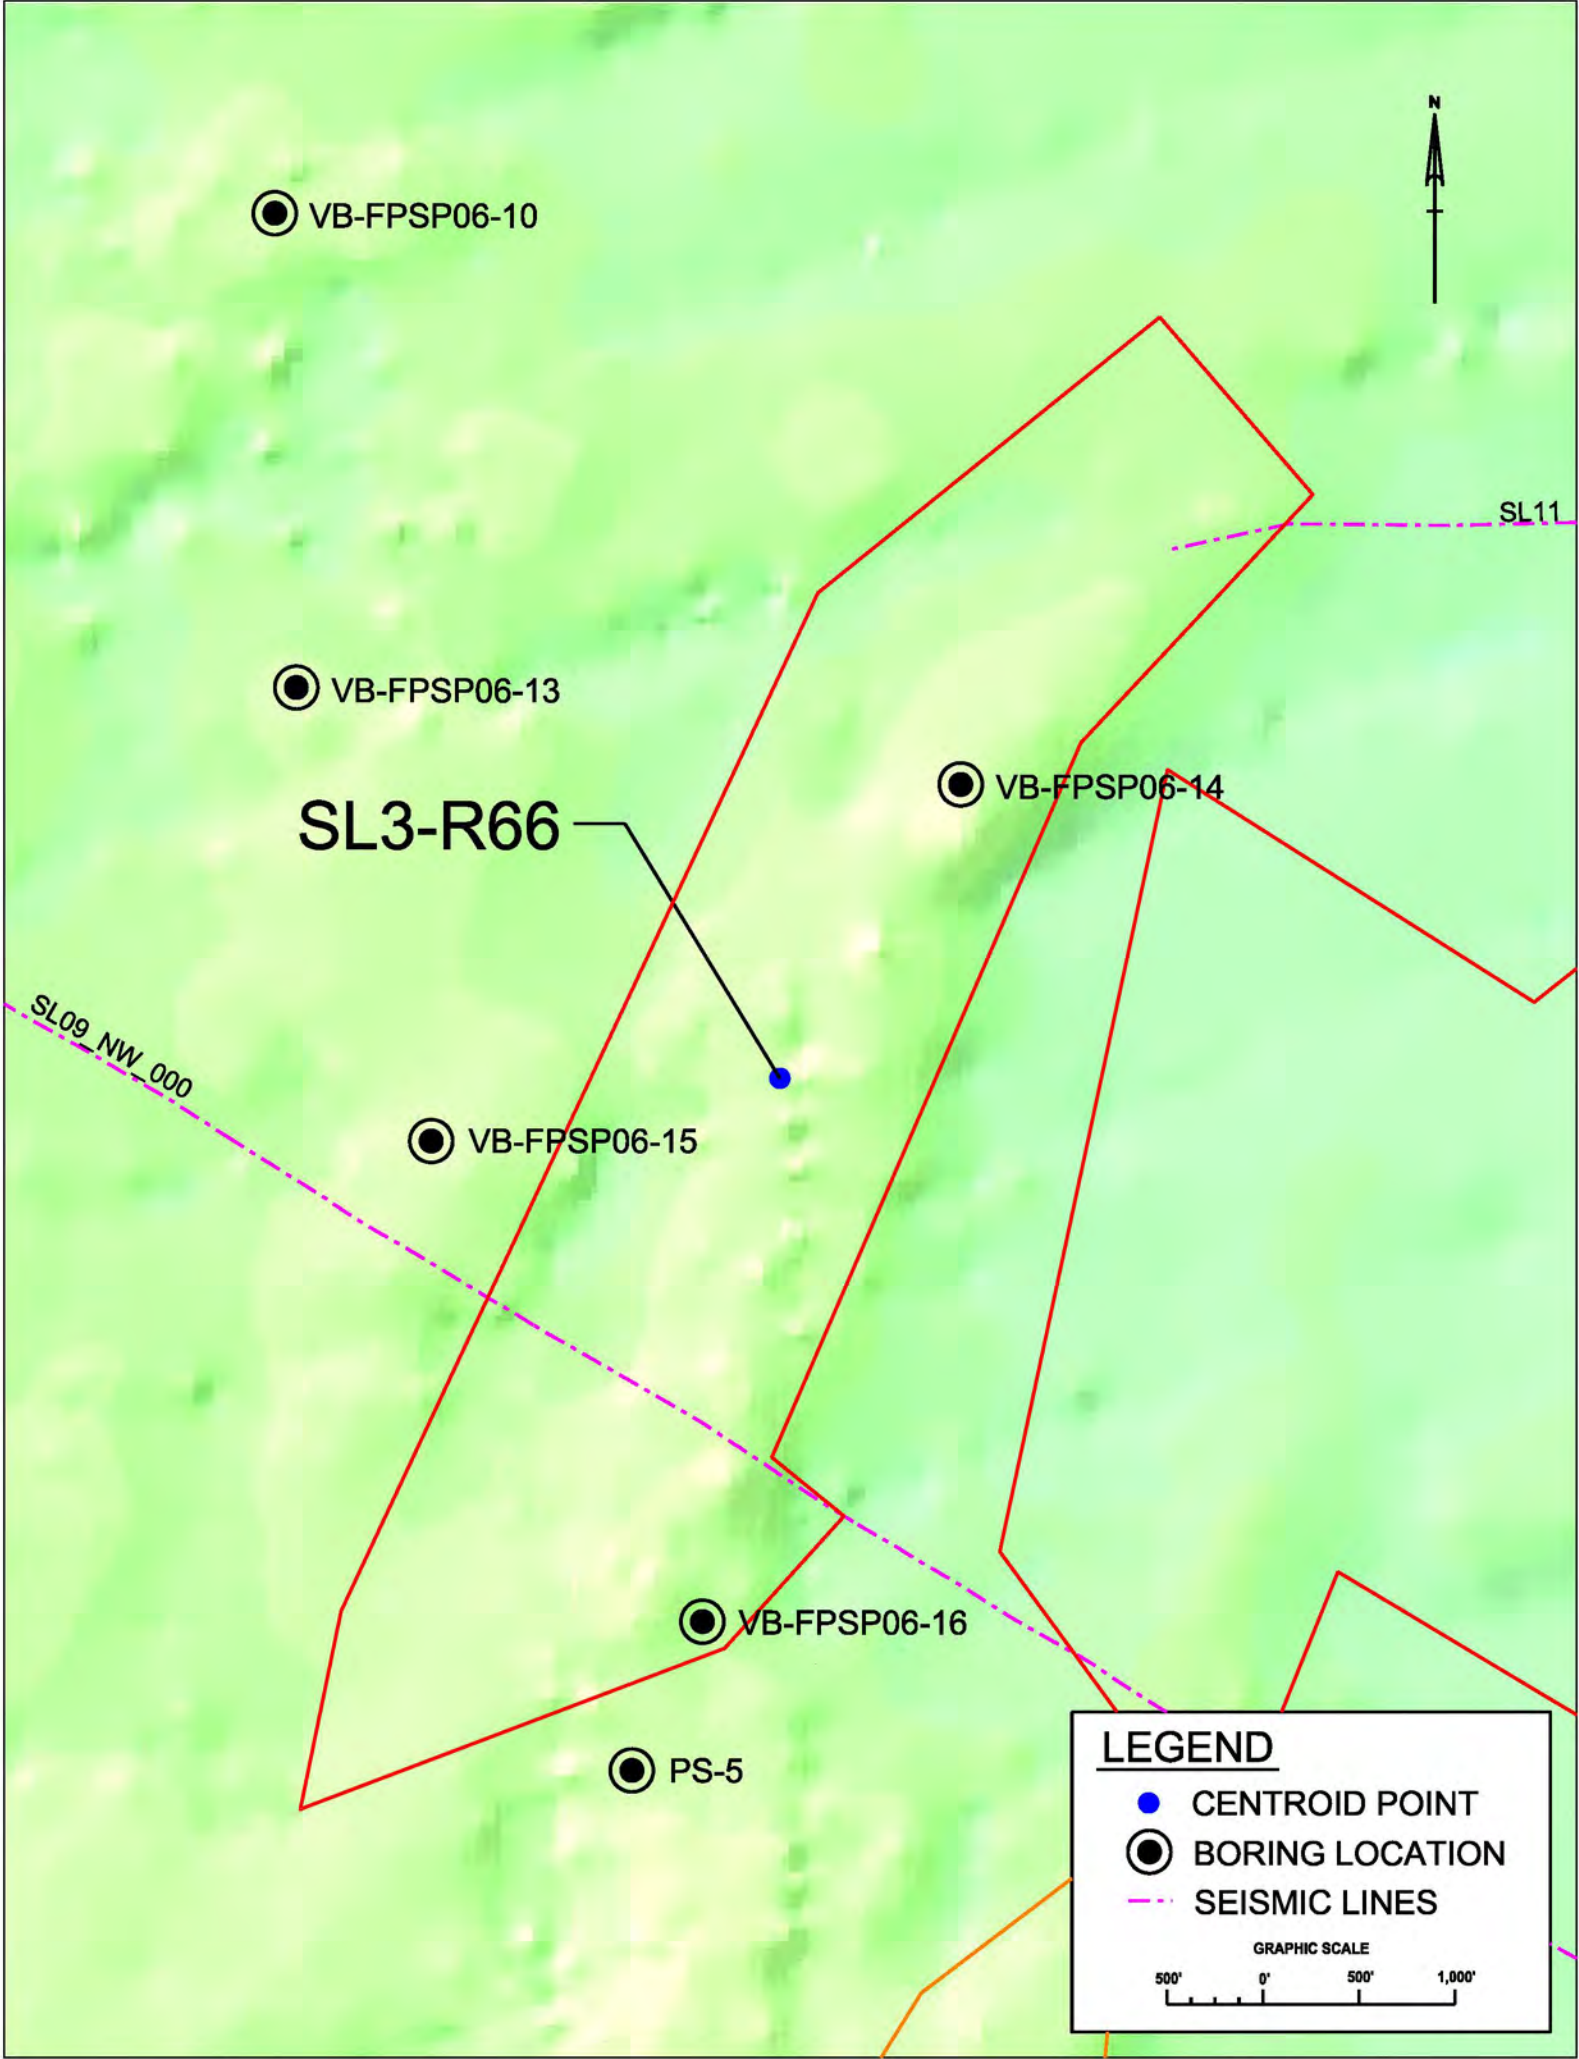 N
VB-FPSP06-10
SL11
VB-FPSP06-13
VB-FPSP06-14
SL3-R66
SL09_NW_000
VB-FPSP06-15
VB-FPSP06-16
PS-5
LEGEND
CENTROID POINT
BORING LOCATION
SEISMIC LINES
GRAPHIC SCALE
500' 0' 500' 1,000'